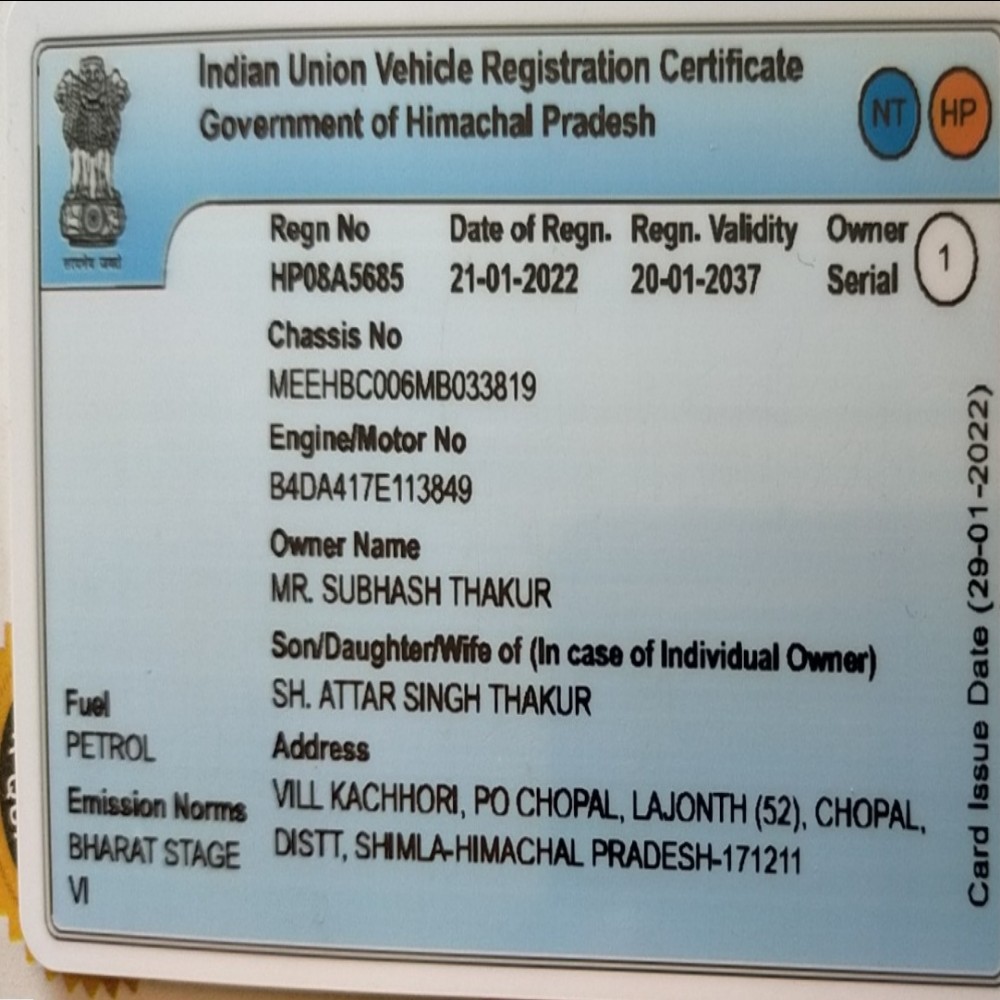 Indian Union Vehicle Registration Certificate
Government of Himachal Pradesh
NT HP
Regn No Date of Regn. Regn. Validity Owner Serial 1
HP08A5685 21-01-2022 20-01-2037
Chassis No
MEEHBC006MB033819
Engine/Motor No
B4DA417E113849
Owner Name
MR. SUBHASH THAKUR
Son/Daughter/Wife of (In case of Individual Owner)
SH. ATTAR SINGH THAKUR
Fuel
PETROL
Address
VILL KACHHORI, PO CHOPAL, LAJONTH (52), CHOPAL,
DISTT, SHIMLA-HIMACHAL PRADESH-171211
Emission Norms
BHARAT STAGE
VI
Card Issue Date (29-01-2022)
सत्यमेव जयते